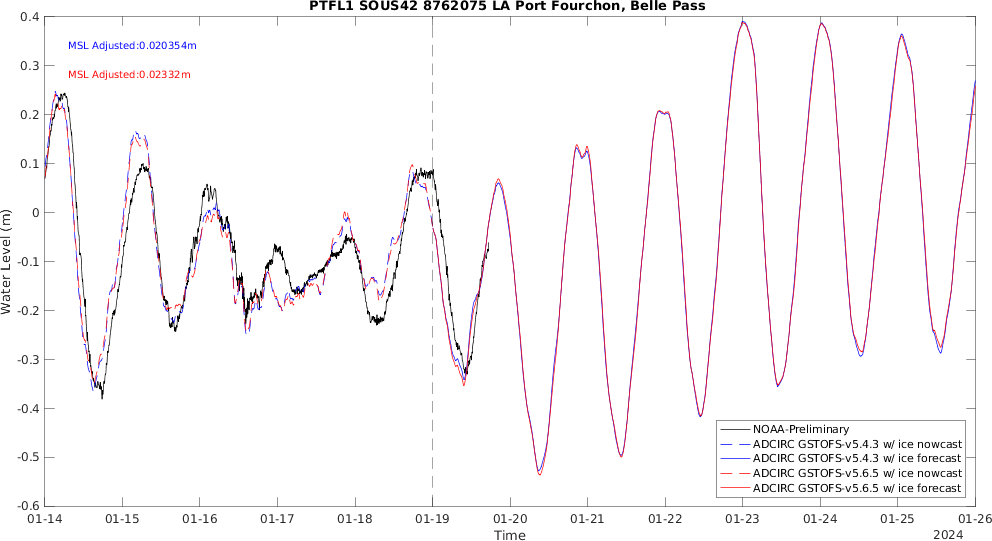 PTFL1 SOUS42 8762075 LA Port Fourchon, Belle Pass
MSL Adjusted:0.020354m
MSL Adjusted:0.02332m
Water Level (m)
0.4
0.3
0.2
0.1
0
-0.1
-0.2
-0.3
-0.4
-0.5
-0.6
NOAA-Preliminary
ADCIRC GSTOFS-v5.4.3 w/ ice nowcast
ADCIRC GSTOFS-v5.4.3 w/ ice forecast
ADCIRC GSTOFS-v5.6.5 w/ ice nowcast
ADCIRC GSTOFS-v5.6.5 w/ ice forecast
01-14 01-15 01-16 01-17 01-18 01-19 01-20 01-21 01-22 01-23 01-24 01-25 01-26
Time
2024